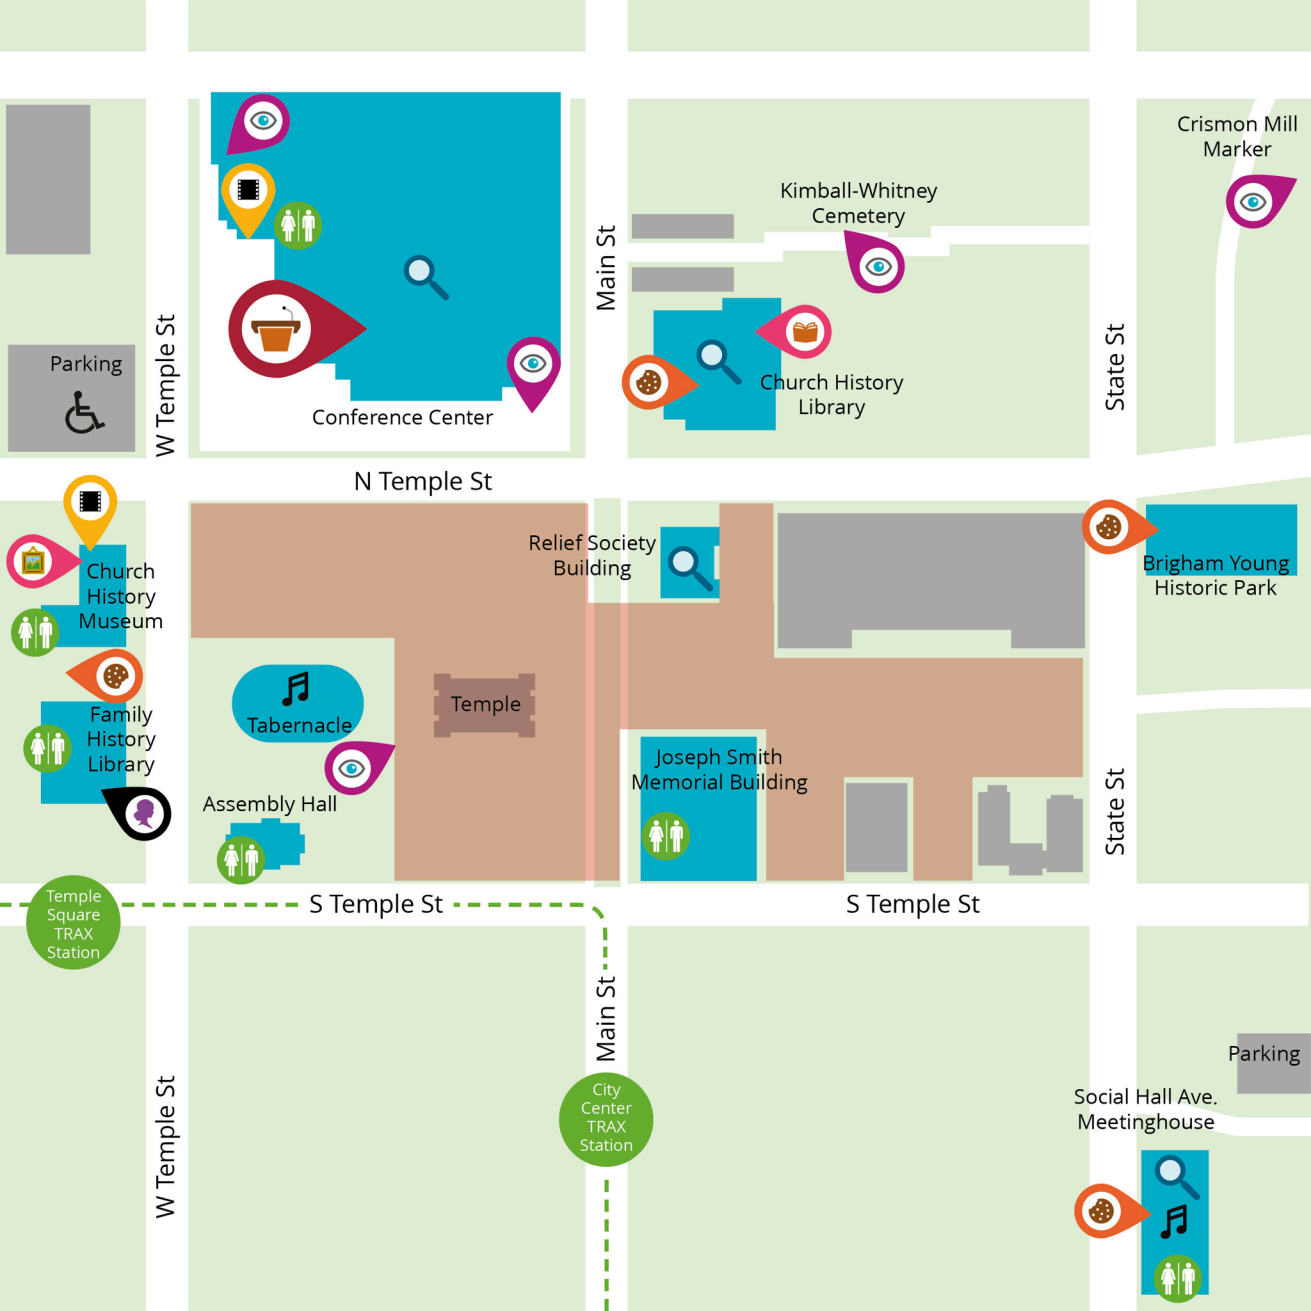 Crismon Mill
Marker
Kimball-Whitney
Cemetery
Main St
W Temple St
State St
Parking
Church History
Library
Conference Center
N Temple St
Relief Society
Building
Brigham Young
Historic Park
Church
History
Museum
Temple
Tabernacle
Family
History
Library
Joseph Smith
Memorial Building
Assembly Hall
State St
Temple
Square
TRAX
Station
S Temple St
S Temple St
Main St
W Temple St
City
Center
TRAX
Station
Parking
Social Hall Ave.
Meetinghouse